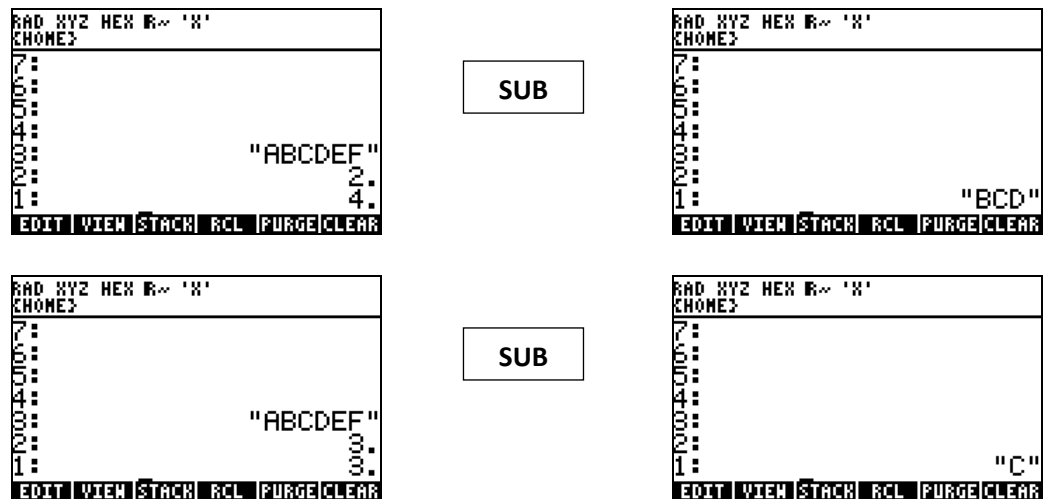 RAD XYZ HEX R~ 'X'
{HOME}
7:
6:
5:
4:
3: "ABCDEF"
2: 2.
1: 4.
EDIT VIEW STACK RCL PURGE CLEAR
SUB
RAD XYZ HEX R~ 'X'
{HOME}
7:
6:
5:
4:
3:
2:
1: "BCD"
EDIT VIEW STACK RCL PURGE CLEAR
RAD XYZ HEX R~ 'X'
{HOME}
7:
6:
5:
4:
3: "ABCDEF"
2: 3.
1: 3.
EDIT VIEW STACK RCL PURGE CLEAR
SUB
RAD XYZ HEX R~ 'X'
{HOME}
7:
6:
5:
4:
3:
2:
1: "C"
EDIT VIEW STACK RCL PURGE CLEAR